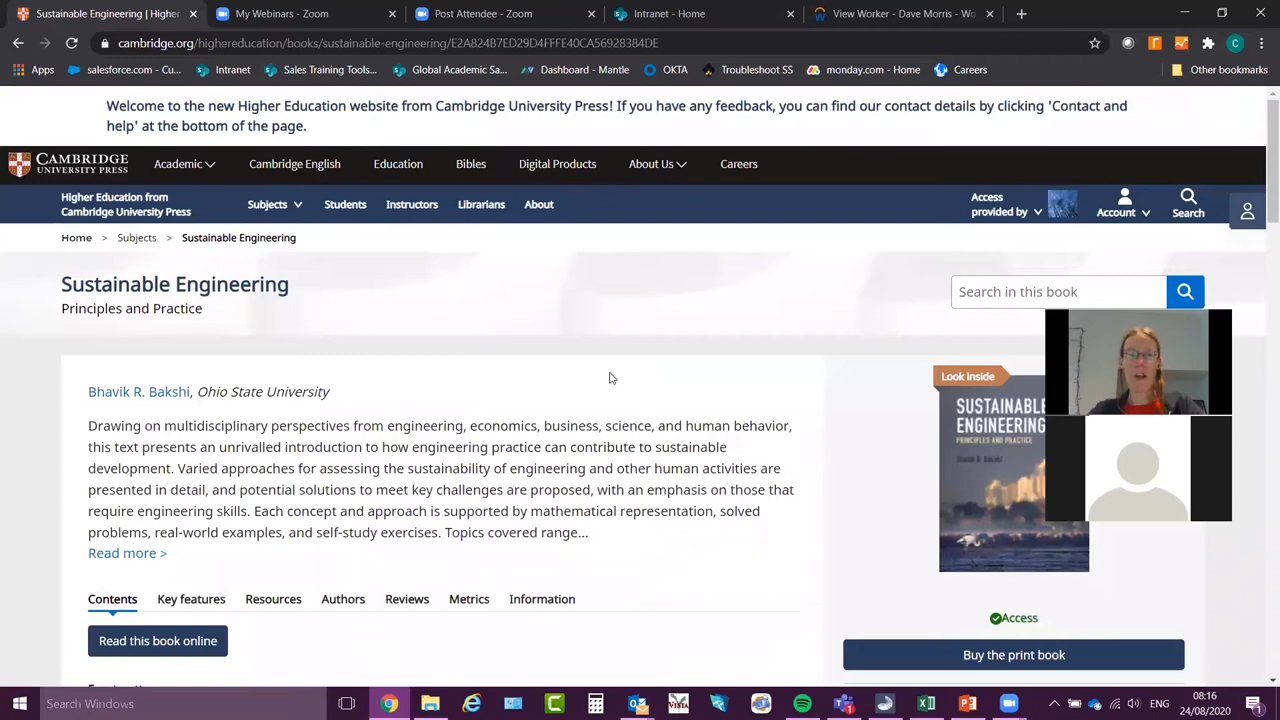 Sustainable Engineering | Higher
My Webinars - Zoom
Post Attendee - Zoom
Intranet - Home
View Worker - Dave Morris - Wo
cambridge.org/highereducation/books/sustainable-engineering/E2A824B7ED29D4FFFE40CA56928384DE
C
Apps
salesforce.com - Cu...
Intranet
Sales Training Tools...
Global Academic Sa...
Dashboard - Mantle
OKTA
Troubleshoot SS
monday.com - Home
Careers
Other bookmarks
Welcome to the new Higher Education website from Cambridge University Press! If you have any feedback, you can find our contact details by clicking 'Contact and
help' at the bottom of the page.
CAMBRIDGE
UNIVERSITY PRESS
Academic
Cambridge English
Education
Bibles
Digital Products
About Us
Careers
Higher Education from
Cambridge University Press
Subjects
Students
Instructors
Librarians
About
Access
provided by
Account
Search
Home > Subjects > Sustainable Engineering
Sustainable Engineering
Principles and Practice
Search in this book
Bhavik R. Bakshi, Ohio State University
Drawing on multidisciplinary perspectives from engineering, economics, business, science, and human behavior,
this text presents an unrivalled introduction to how engineering practice can contribute to sustainable
development. Varied approaches for assessing the sustainability of engineering and other human activities are
presented in detail, and potential solutions to meet key challenges are proposed, with an emphasis on those that
require engineering skills. Each concept and approach is supported by mathematical representation, solved
problems, real-world examples, and self-study exercises. Topics covered range...
Read more >
Look inside
SUSTAINABLE
ENGINEERING
PRINCIPLES AND PRACTICE
Bhavik R. Bakshi
Contents
Key features
Resources
Authors
Reviews
Metrics
Information
Read this book online
Access
Buy the print book
Search Windows
ENG
08:16
24/08/2020